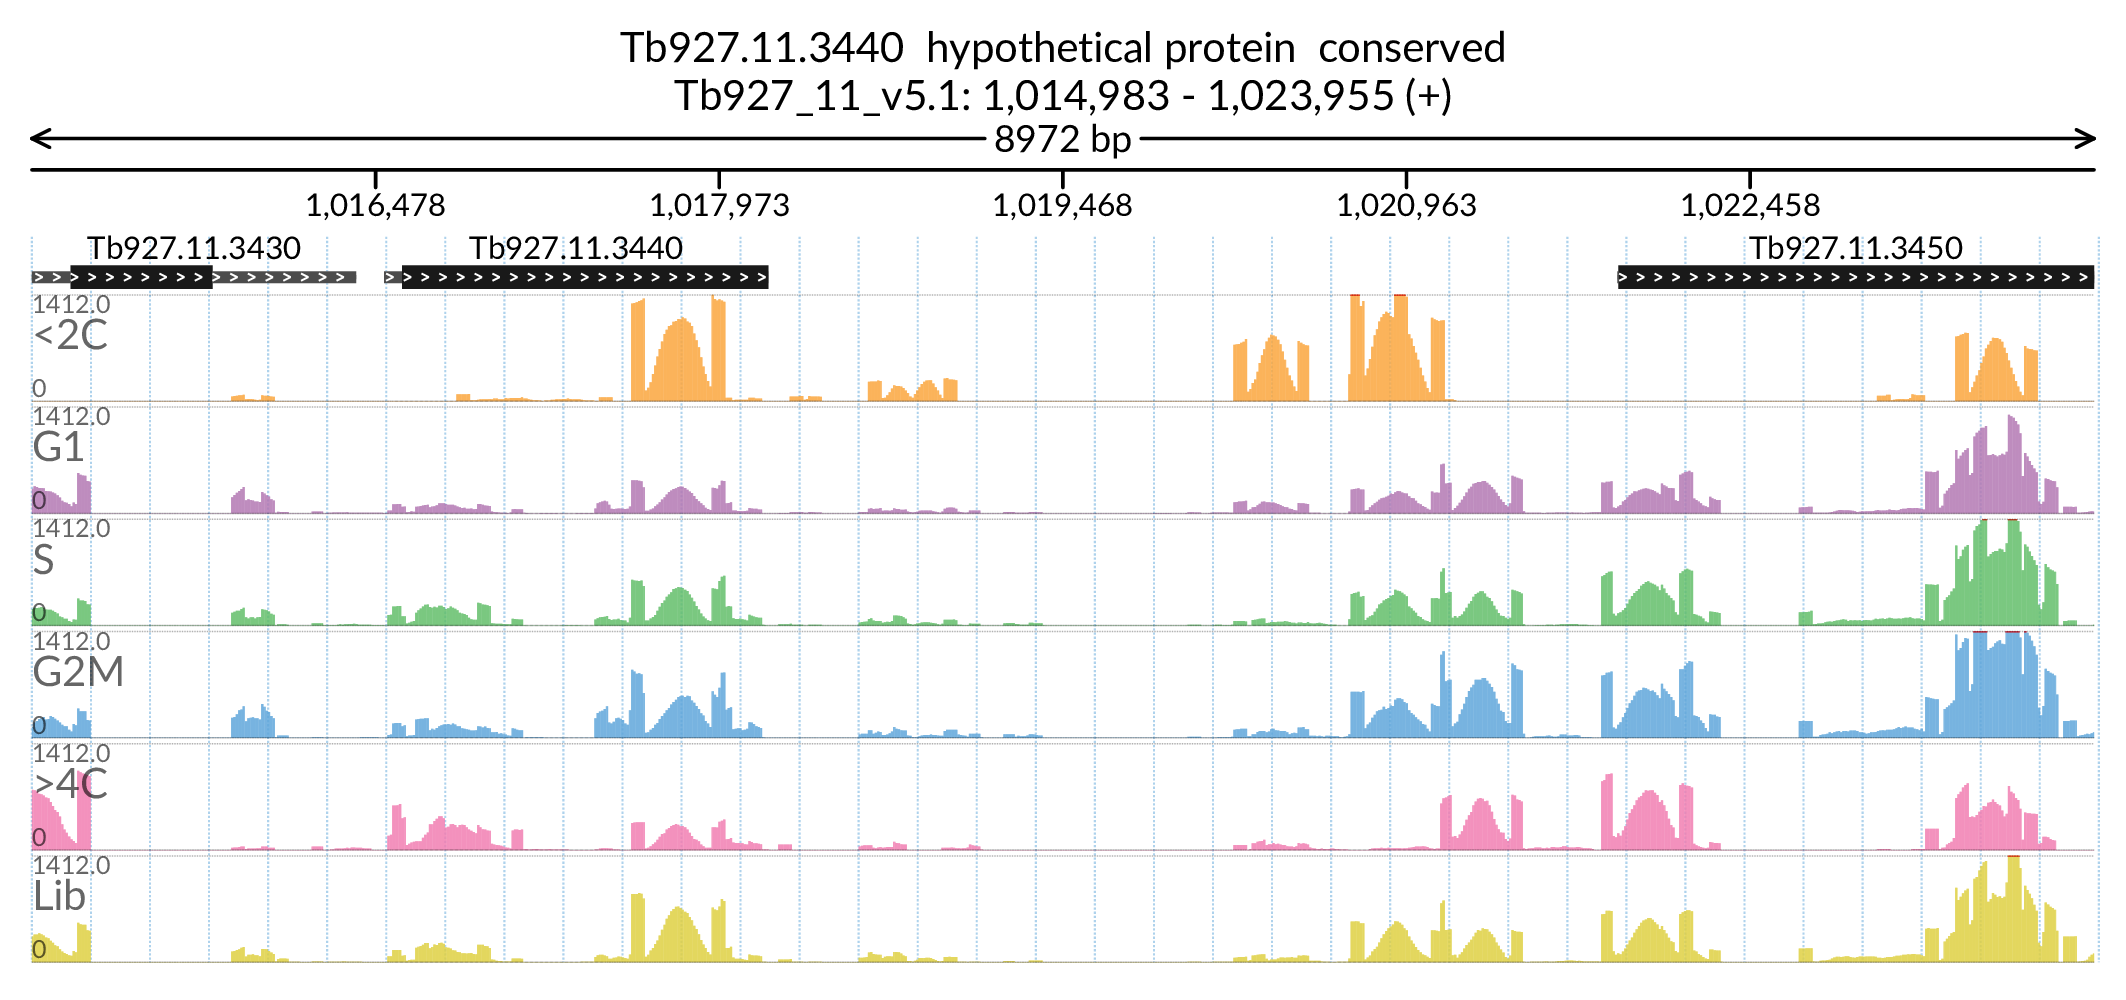 Tb927.11.3440  hypothetical protein  conserved
Tb927_11_v5.1: 1,014,983 - 1,023,955 (+)
8972 bp
1,016,478 1,017,973 1,019,468 1,020,963 1,022,458
Tb927.11.3430 Tb927.11.3440 Tb927.11.3450
1412.0
<2C
0
1412.0
G1
0
1412.0
S
0
1412.0
G2M
0
1412.0
>4C
0
1412.0
Lib
0